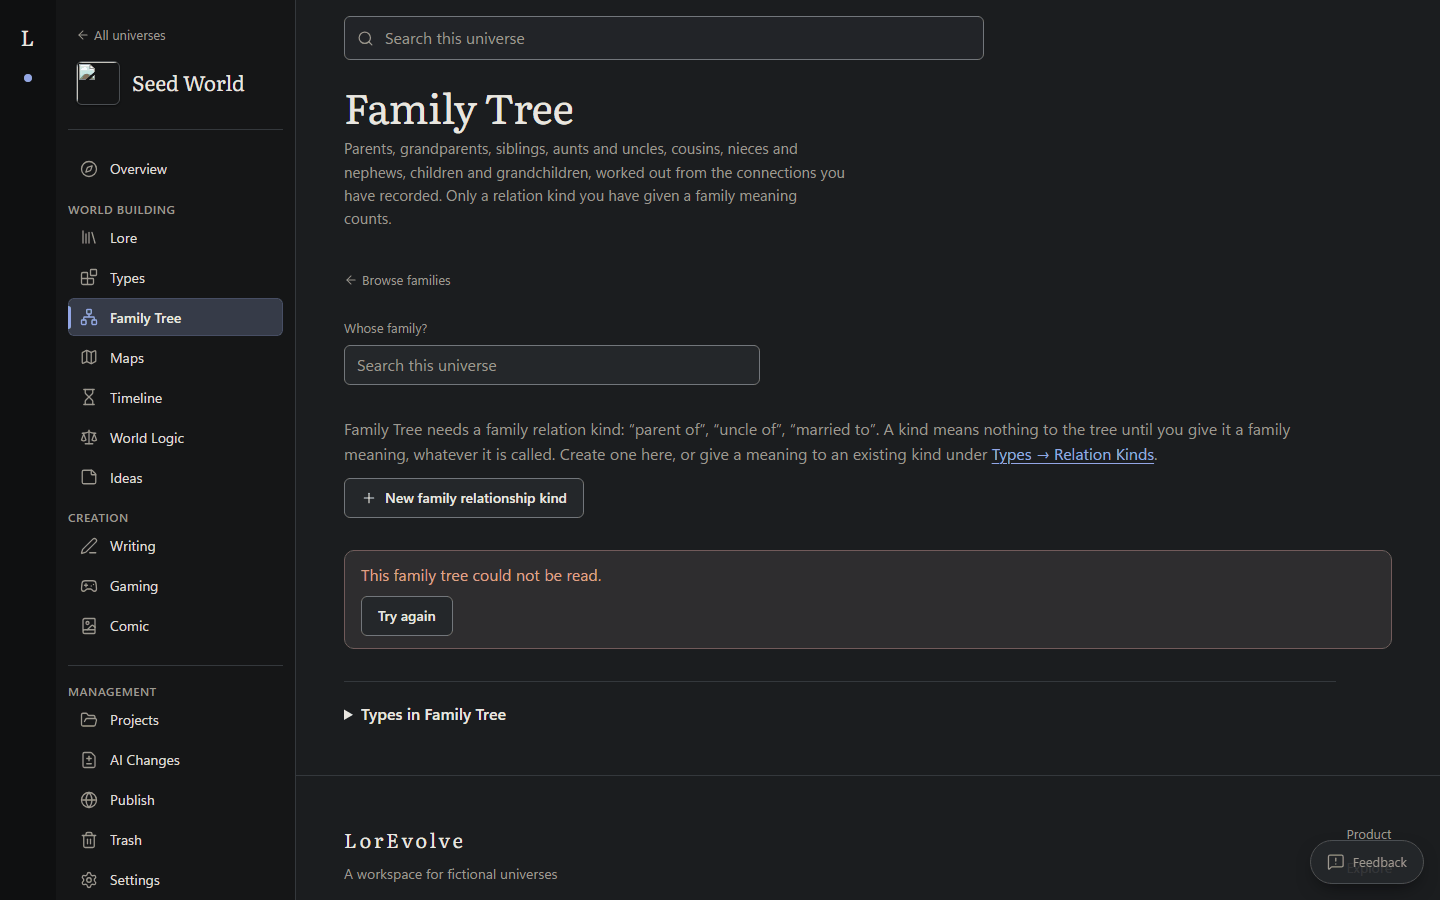 L
All universes
Seed World
Overview
WORLD BUILDING
Lore
Types
Family Tree
Maps
Timeline
World Logic
Ideas
CREATION
Writing
Gaming
Comic
MANAGEMENT
Projects
AI Changes
Publish
Trash
Settings
Search this universe
Family Tree
Parents, grandparents, siblings, aunts and uncles, cousins, nieces and
nephews, children and grandchildren, worked out from the connections you
have recorded. Only a relation kind you have given a family meaning
counts.
Browse families
Whose family?
Search this universe
Family Tree needs a family relation kind: “parent of”, “uncle of”, “married to”. A kind means nothing to the tree until you give it a family
meaning, whatever it is called. Create one here, or give a meaning to an existing kind under Types → Relation Kinds.
New family relationship kind
This family tree could not be read.
Try again
Types in Family Tree
LorEvolve
A workspace for fictional universes
Product
Explore
Feedback